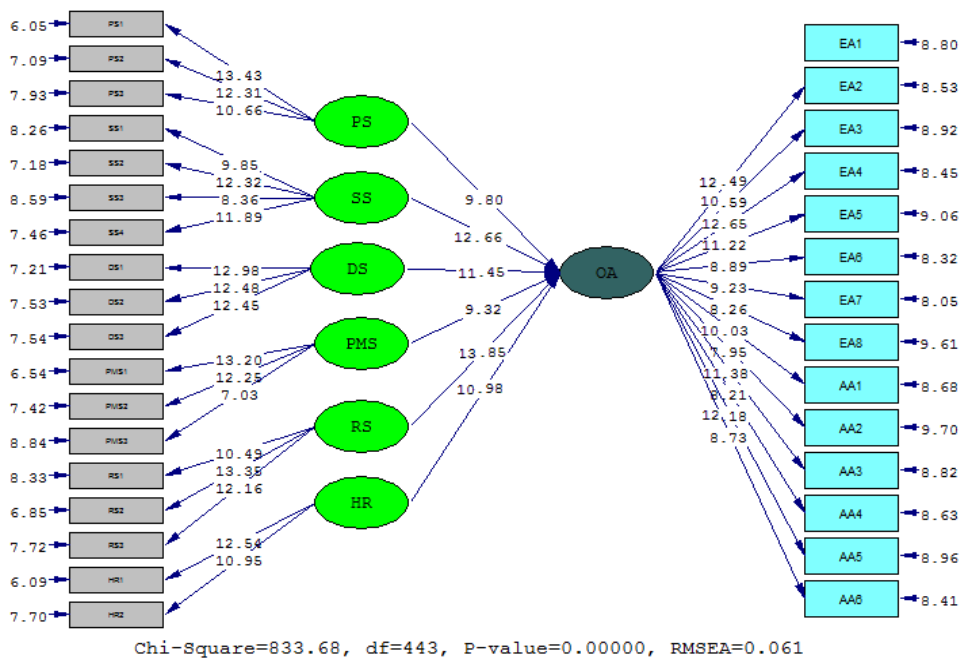 6.05 PS1
7.09 PS2
7.93 PS3
8.26 SS1
7.18 SS2
8.59 SS3
7.46 SS4
7.21 DS1
7.53 DS2
7.54 DS3
6.54 PMS1
7.42 PMS2
8.84 PMS3
8.33 RS1
6.85 RS2
7.72 RS3
6.09 HR1
7.70 HR2
13.43
12.31
10.66
9.85
12.32
8.36
11.89
12.98
12.48
12.45
13.20
12.25
7.03
10.49
13.35
12.16
12.54
10.95
PS
SS
DS
PMS
RS
HR
9.80
12.66
11.45
9.32
13.85
10.98
OA
12.49
10.59
12.65
11.22
8.89
9.23
8.26
10.03
7.95
11.38
8.21
12.18
8.73
EA1 8.80
EA2 8.53
EA3 8.92
EA4 8.45
EA5 9.06
EA6 8.32
EA7 8.05
EA8 9.61
AA1 8.68
AA2 9.70
AA3 8.82
AA4 8.63
AA5 8.96
AA6 8.41
Chi-Square=833.68, df=443, P-value=0.00000, RMSEA=0.061